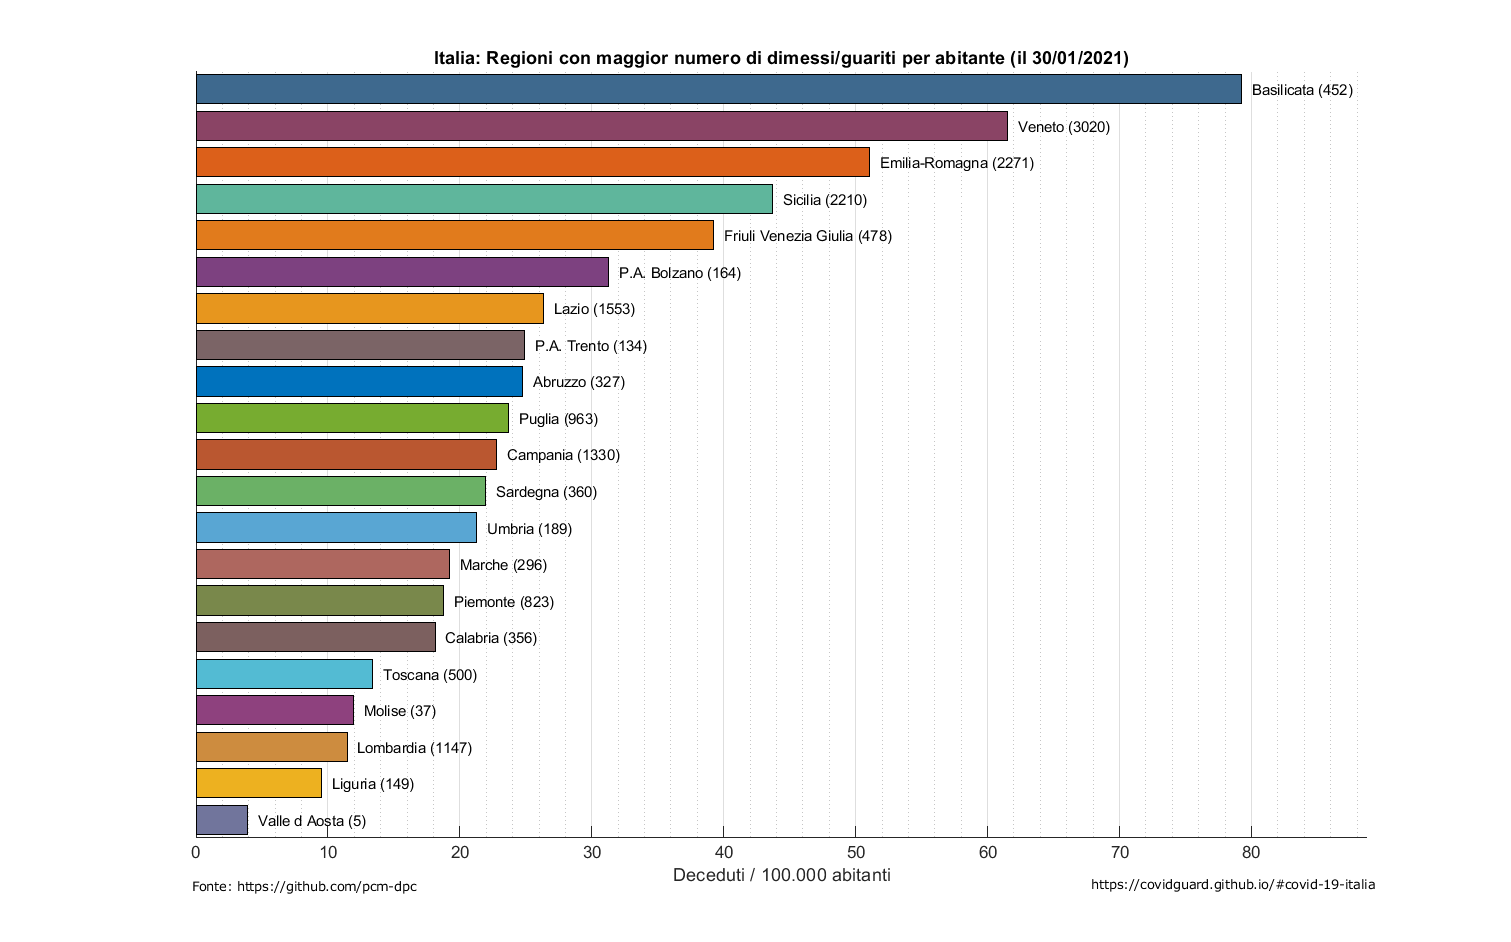 Italia: Regioni con maggior numero di dimessi/guariti per abitante (il 30/01/2021)
Basilicata (452)
Veneto (3020)
Emilia-Romagna (2271)
Sicilia (2210)
Friuli Venezia Giulia (478)
P.A. Bolzano (164)
Lazio (1553)
P.A. Trento (134)
Abruzzo (327)
Puglia (963)
Campania (1330)
Sardegna (360)
Umbria (189)
Marche (296)
Piemonte (823)
Calabria (356)
Toscana (500)
Molise (37)
Lombardia (1147)
Liguria (149)
Valle d Aosta (5)
0 10 20 30 40 50 60 70 80
Deceduti / 100.000 abitanti
Fonte: https://github.com/pcm-dpc
https://covidguard.github.io/#covid-19-italia